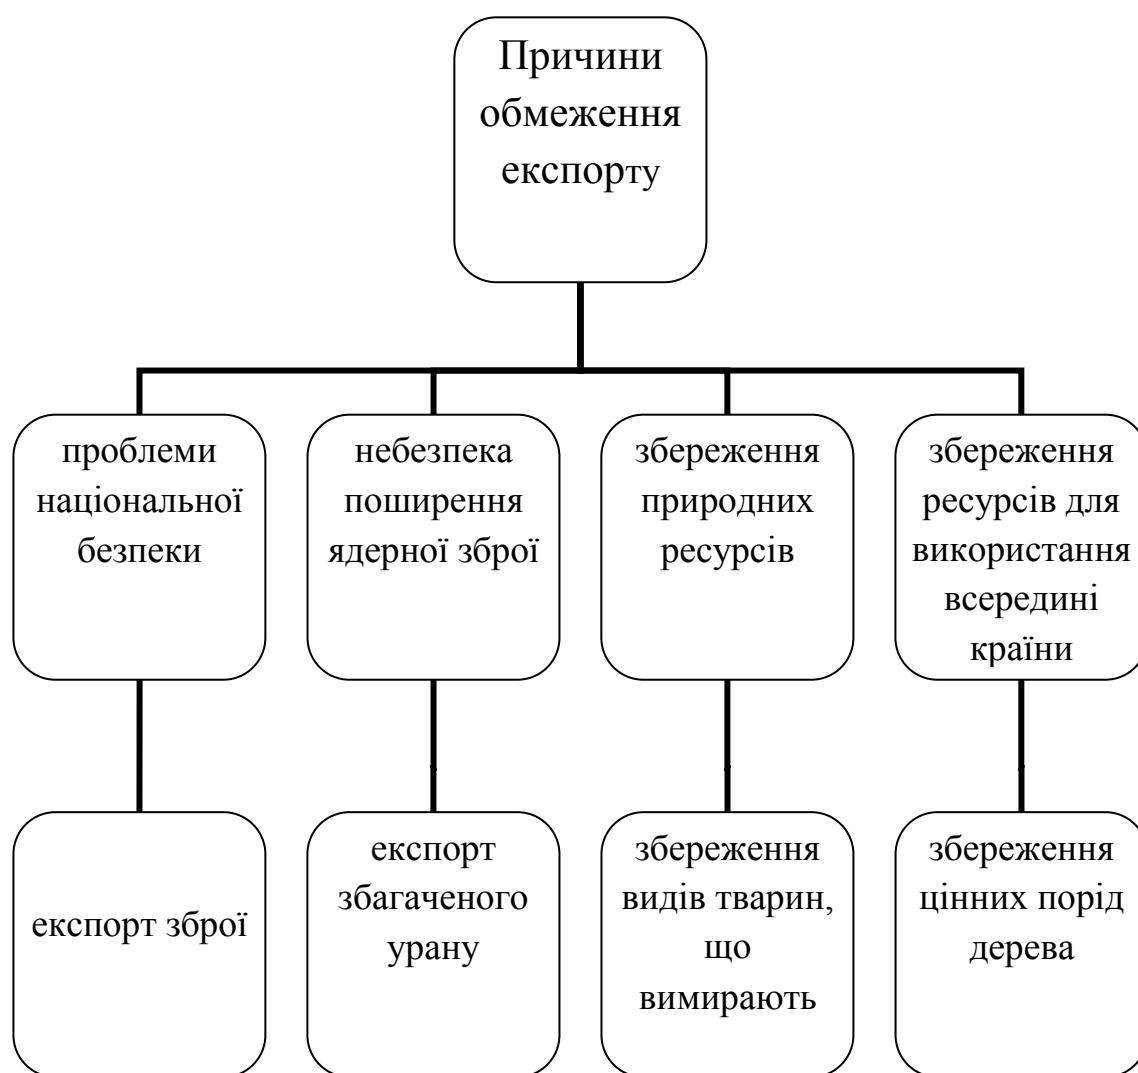 Причини
обмеження
експорту
проблеми
національної
безпеки
небезпека
поширення
ядерної зброї
збереження
природних
ресурсів
збереження
ресурсів для
використання
всередині
країни
експорт зброї
експорт
збагаченого
урану
збереження
видів тварин,
що
вимирають
збереження
цінних порід
дерева